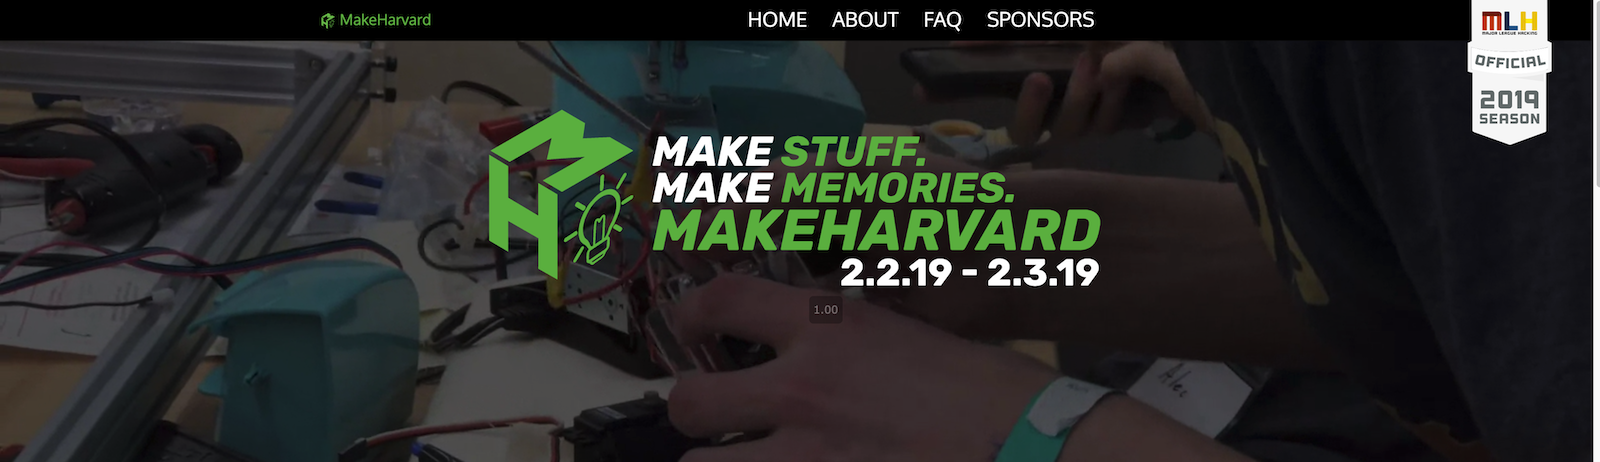 MakeHarvard
HOME ABOUT FAQ SPONSORS
MLH
MAJOR LEAGUE HACKING
OFFICIAL
2019
SEASON
MAKE STUFF.
MAKE MEMORIES.
MAKEHARVARD
2.2.19 - 2.3.19
1.00
Alec